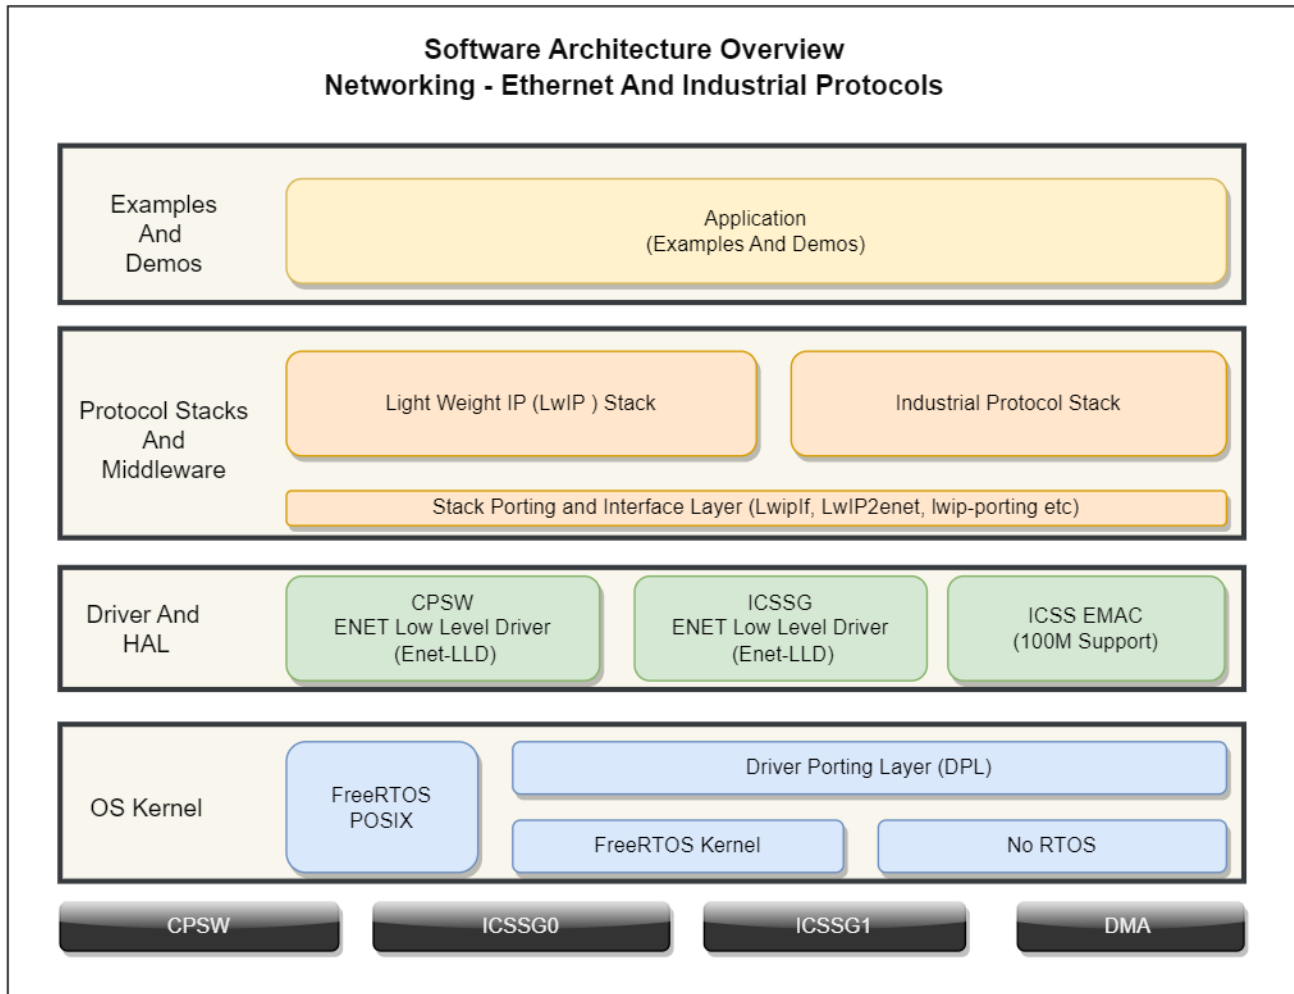 Software Architecture Overview
Networking - Ethernet And Industrial Protocols
Examples
And
Demos
Application
(Examples And Demos)
Protocol Stacks
And
Middleware
Light Weight IP (LwIP ) Stack
Industrial Protocol Stack
Stack Porting and Interface Layer (LwipIf, LwIP2enet, lwip-porting etc)
Driver And
HAL
CPSW
ENET Low Level Driver
(Enet-LLD)
ICSSG
ENET Low Level Driver
(Enet-LLD)
ICSS EMAC
(100M Support)
OS Kernel
FreeRTOS
POSIX
Driver Porting Layer (DPL)
FreeRTOS Kernel
No RTOS
CPSW
ICSSG0
ICSSG1
DMA